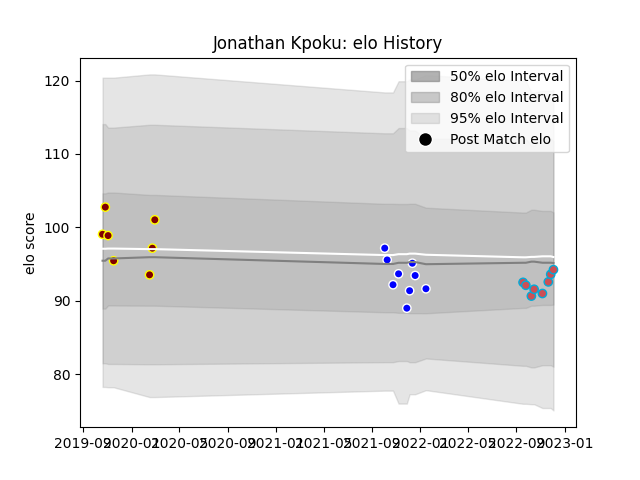 Jonathan Kpoku: elo History
50% elo Interval
80% elo Interval
95% elo Interval
Post Match elo
elo score
120
110
100
90
80
2019-09 2020-01 2020-05 2020-09 2021-01 2021-05 2021-09 2022-01 2022-05 2022-09 2023-01